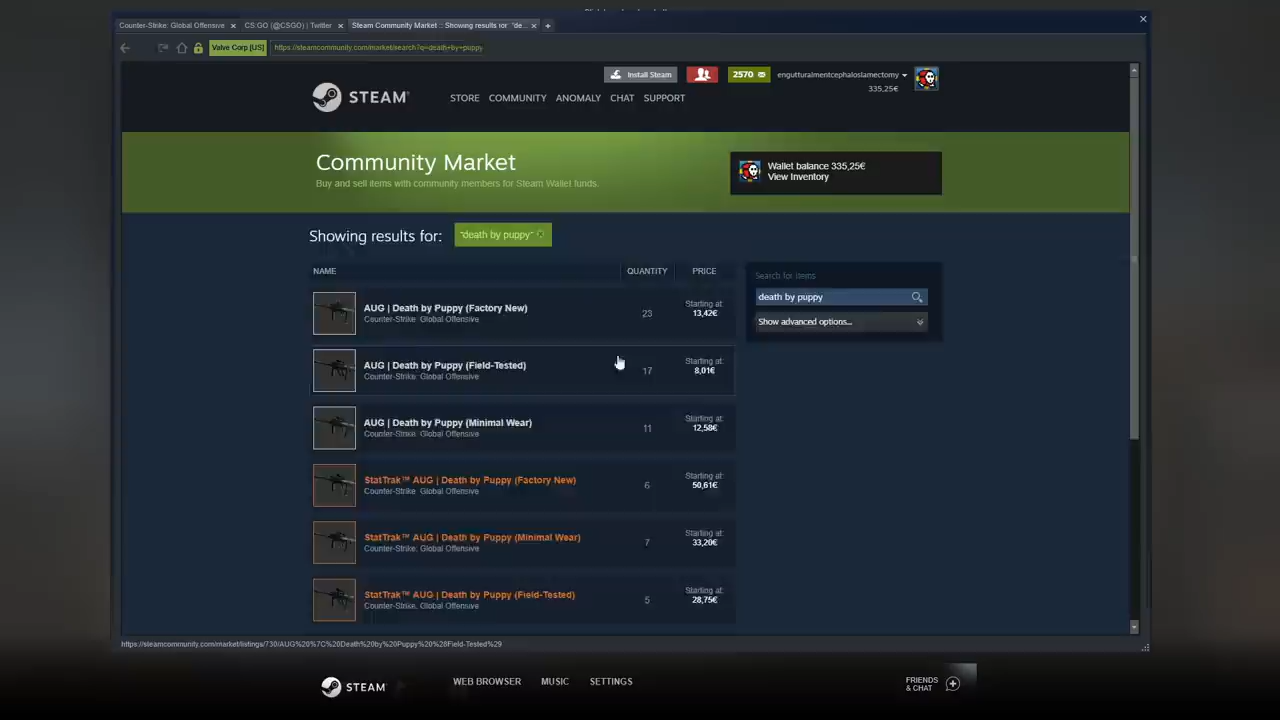 Counter-Strike: Global Offensive
CS:GO (@CSGO) | Twitter
Steam Community Market :: Showing results for: "de...
Valve Corp [US]
https://steamcommunity.com/market/search?q=death+by+puppy
Install Steam
2570
engutturalmentcephaloslamectomy
335,25€
STEAM®
STORE COMMUNITY ANOMALY CHAT SUPPORT
Community Market
Buy and sell items with community members for Steam Wallet funds.
Wallet balance 335,25€
View Inventory
Showing results for: "death by puppy"
NAME QUANTITY PRICE
AUG | Death by Puppy (Factory New)
Counter-Strike: Global Offensive
23
Starting at:
13,42€
AUG | Death by Puppy (Field-Tested)
Counter-Strike: Global Offensive
17
Starting at:
8,01€
AUG | Death by Puppy (Minimal Wear)
Counter-Strike: Global Offensive
11
Starting at:
12,58€
StatTrak™ AUG | Death by Puppy (Factory New)
Counter-Strike: Global Offensive
6
Starting at:
50,61€
StatTrak™ AUG | Death by Puppy (Minimal Wear)
Counter-Strike: Global Offensive
7
Starting at:
33,20€
StatTrak™ AUG | Death by Puppy (Field-Tested)
Counter-Strike: Global Offensive
5
Starting at:
28,75€
Search for items
death by puppy
Show advanced options...
https://steamcommunity.com/market/listings/730/AUG%20%7C%20Death%20by%20Puppy%20%28Field-Tested%29
STEAM
WEB BROWSER MUSIC SETTINGS
FRIENDS
& CHAT